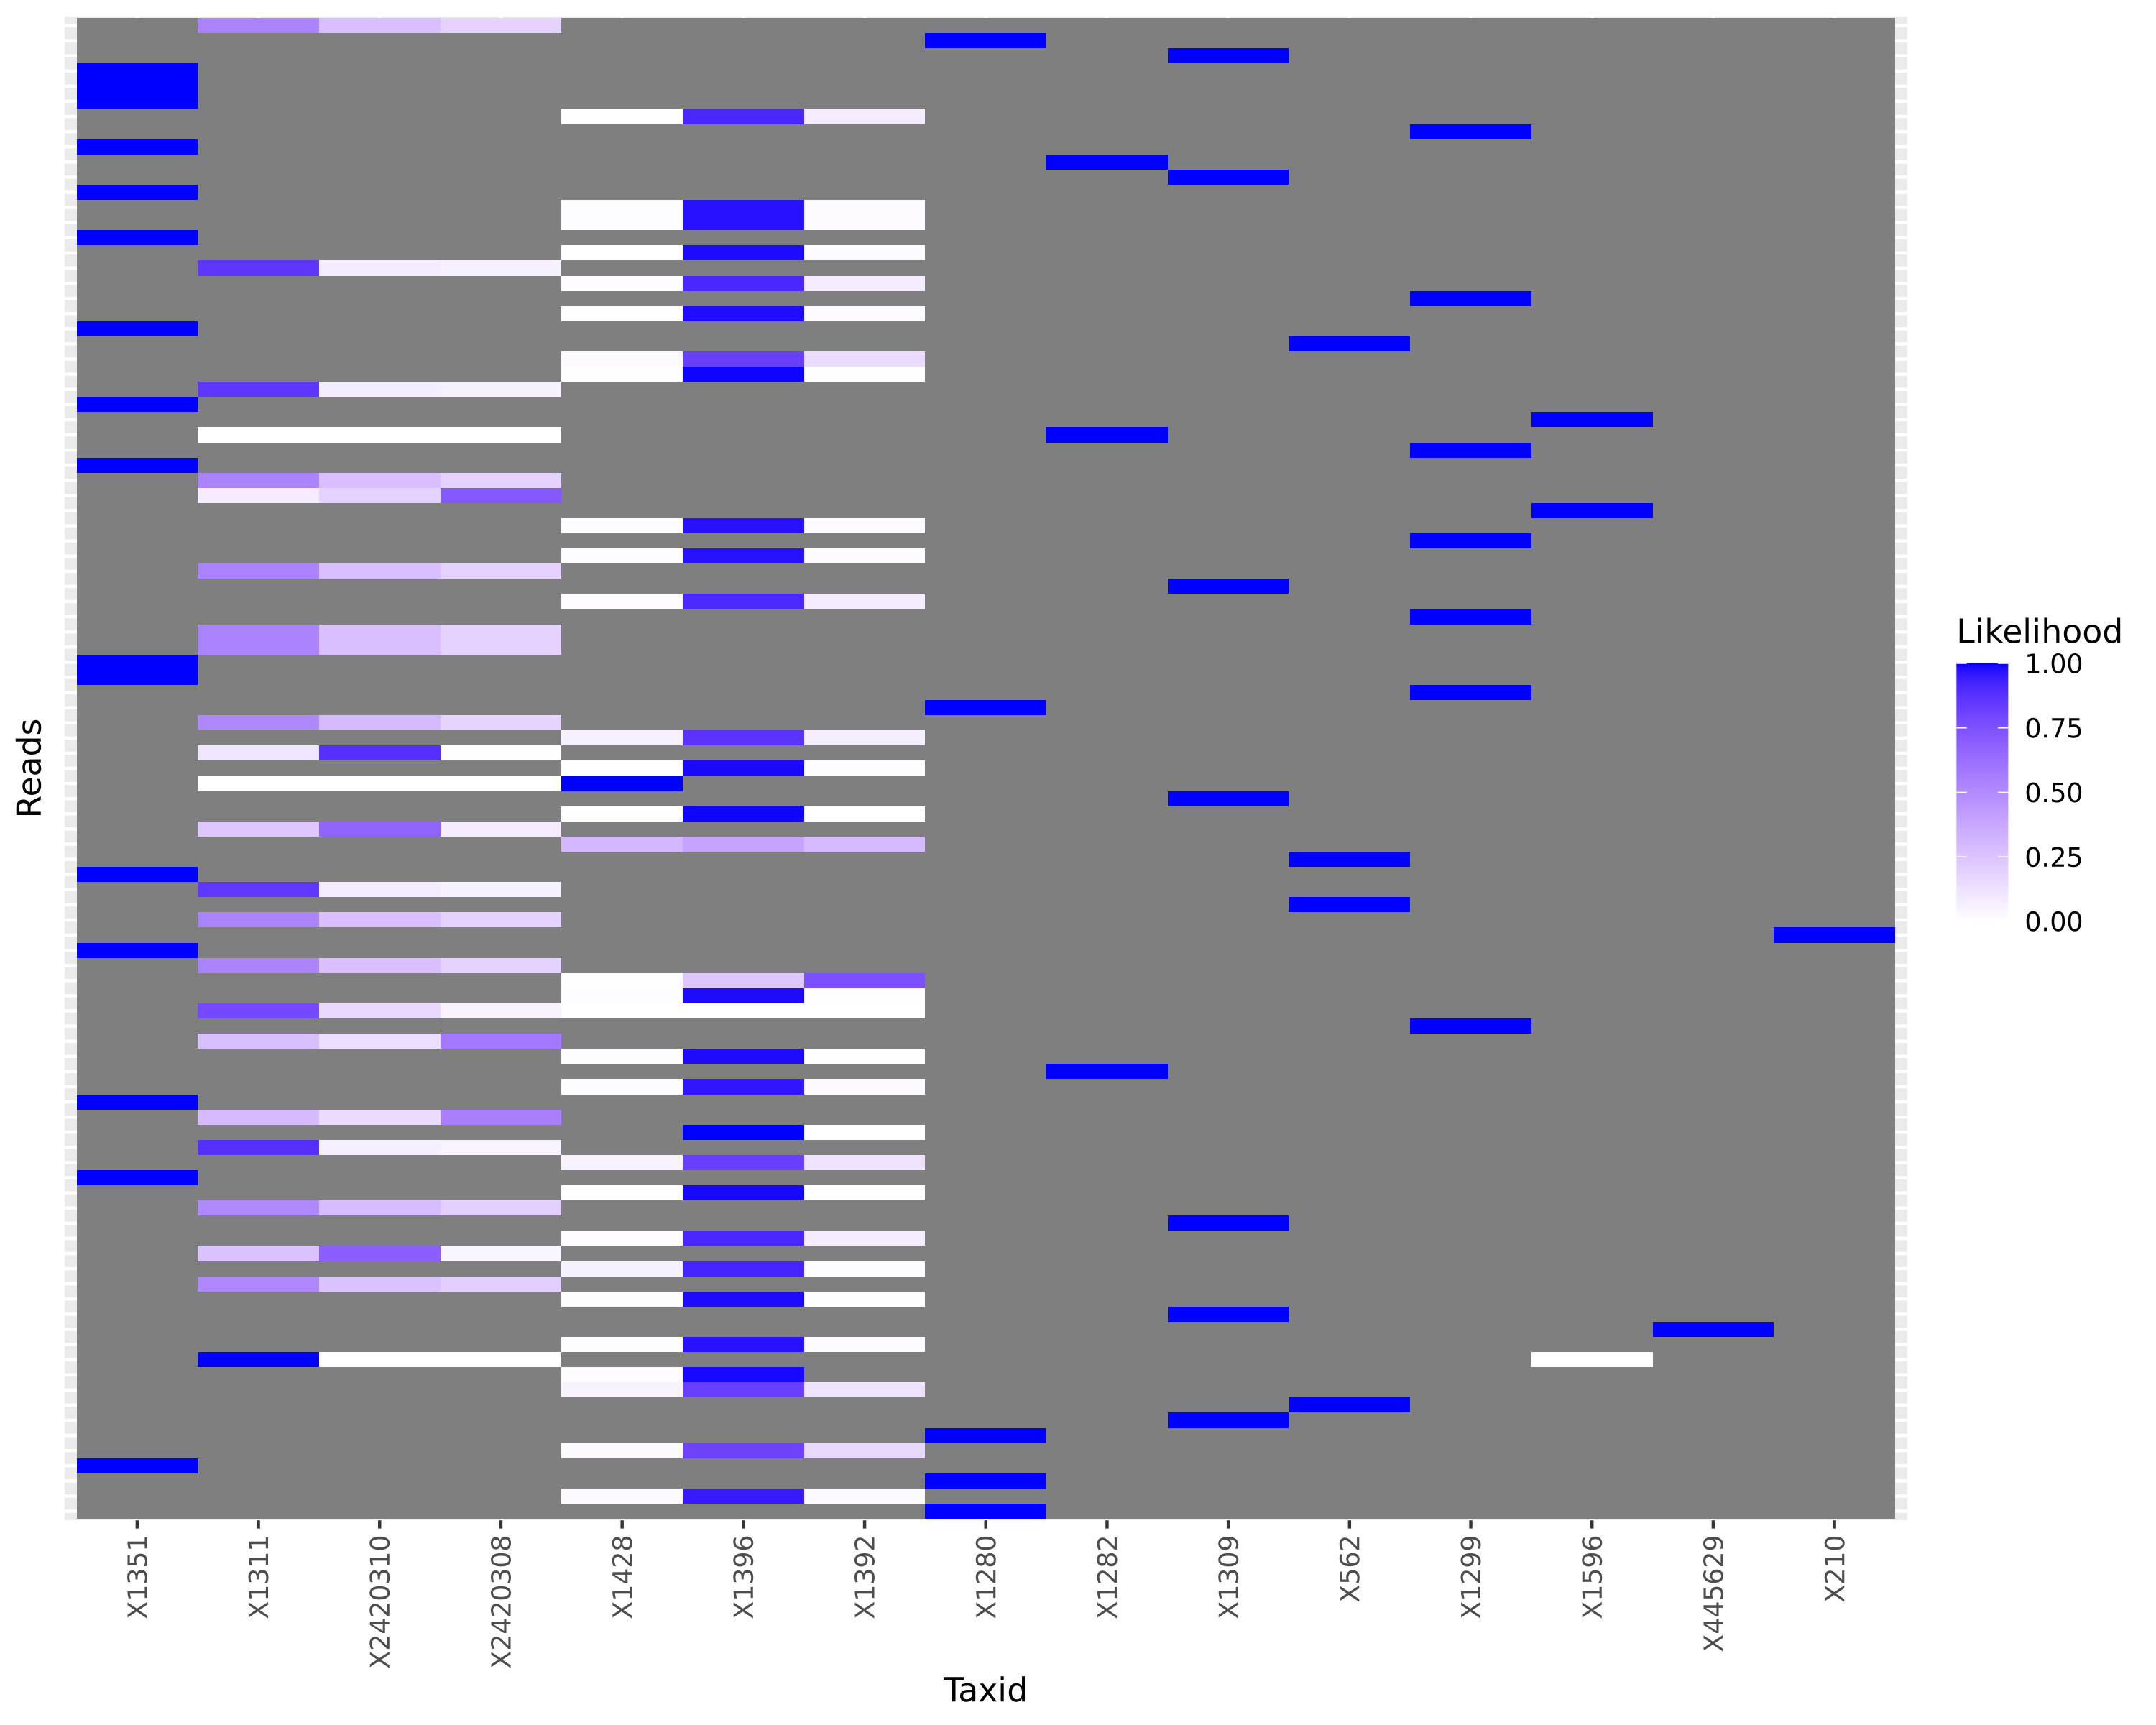 Reads
Likelihood
1.00
0.75
0.50
0.25
0.00
X1351
X1311
X2420310
X2420308
X1428
X1396
X1392
X1280
X1282
X1309
X562
X1299
X1596
X445629
X210
Taxid